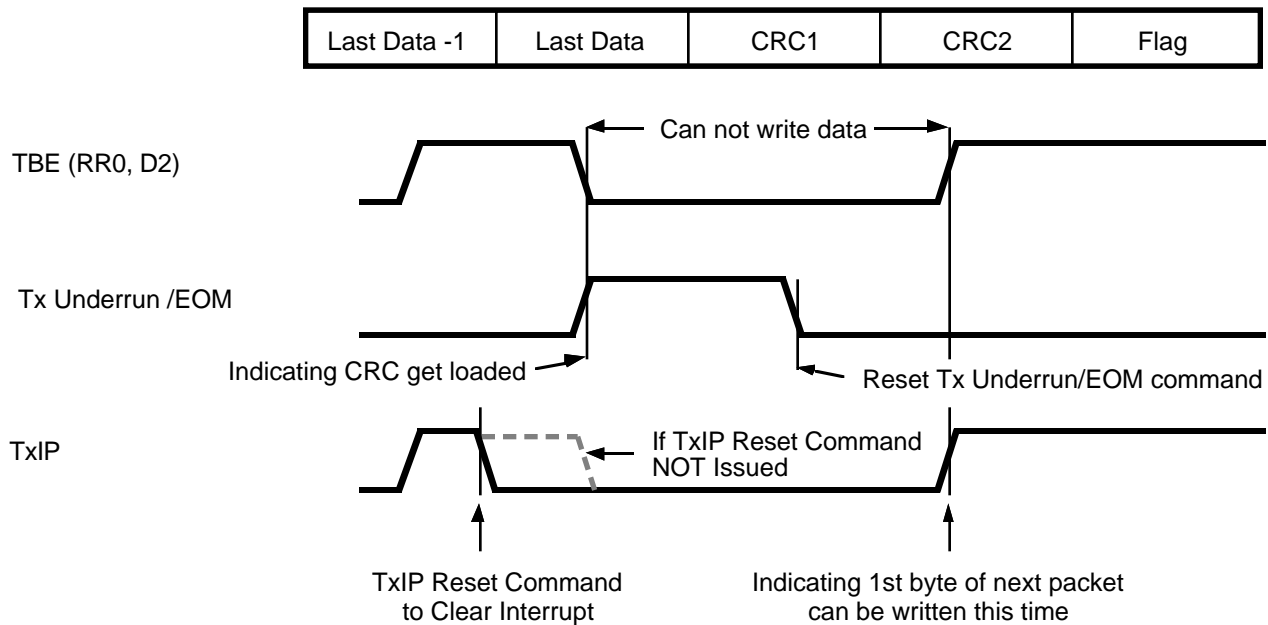 Last Data -1 Last Data CRC1 CRC2 Flag
Can not write data
TBE (RR0, D2)
Tx Underrun /EOM
Indicating CRC get loaded
Reset Tx Underrun/EOM command
TxIP
If TxIP Reset Command
NOT Issued
TxIP Reset Command
to Clear Interrupt
Indicating 1st byte of next packet
can be written this time